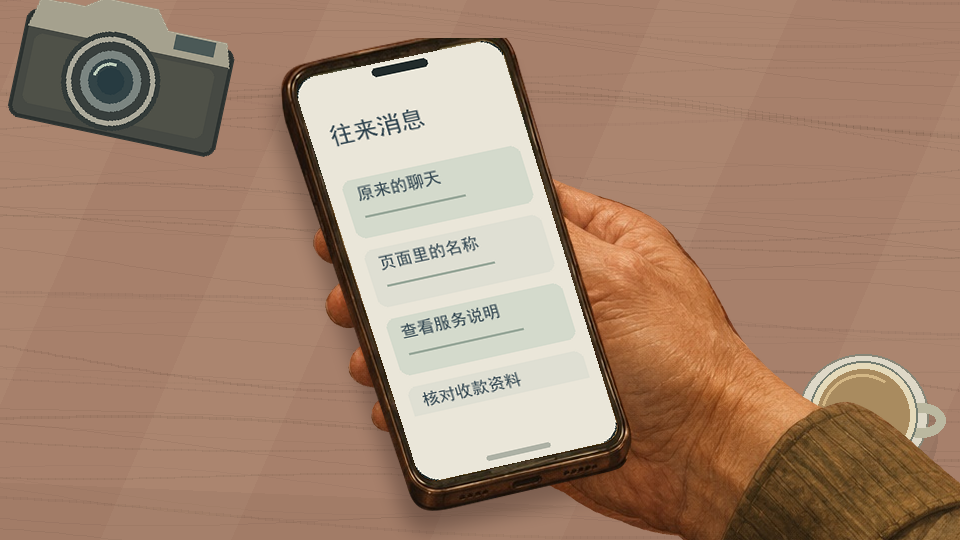 往来消息
原来的聊天
页面里的名称
查看服务说明
核对收款资料